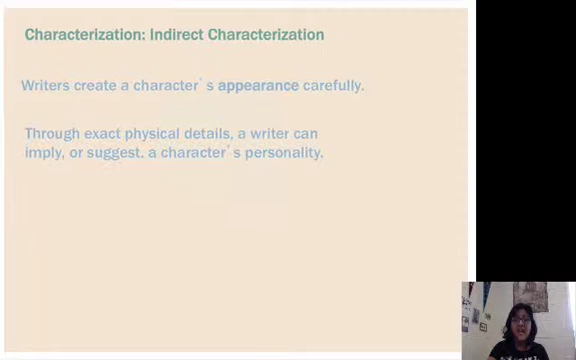 Characterization: Indirect Characterization
Writers create a character`s appearance carefully.
Through exact physical details, a writer can
imply, or suggest, a character`s personality.